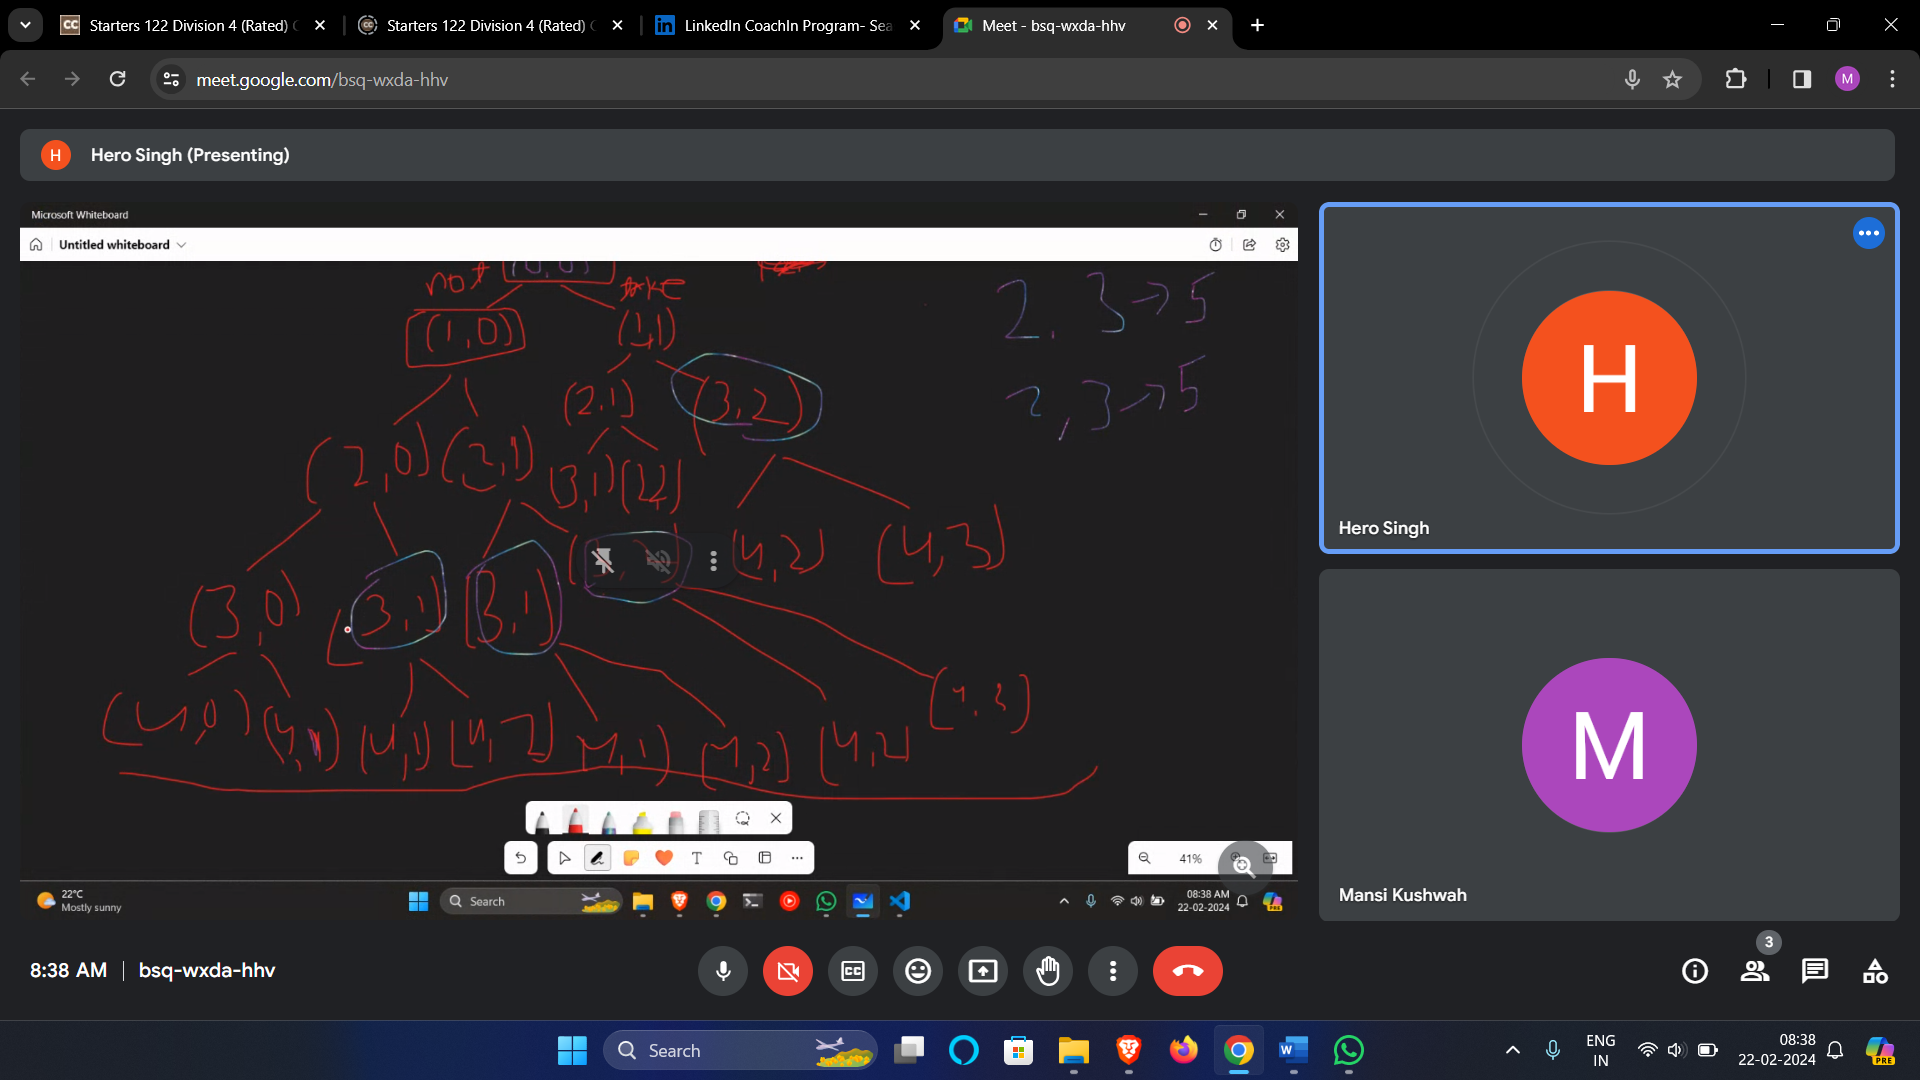 Starters 122 Division 4 (Rated)
Starters 122 Division 4 (Rated)
LinkedIn CoachIn Program- Sea
Meet - bsq-wxda-hhv
meet.google.com/bsq-wxda-hhv
M
H
Hero Singh (Presenting)
Microsoft Whiteboard
Untitled whiteboard
(0,0)
not
take
(1,0)
(1,1)
2, 3→5
2, 3→5
(2,1)
(3,2)
(2,0)
(2,1)
(3,1)
(2,2)
(4,2)
(4,3)
(3,0)
(3,1)
(3,1)
(4,0)
(4,1)
(4,1)
(4,2)
(4,1)
(4,2)
(4,2)
(4,3)
41%
22°C
Mostly sunny
Search
08:38 AM
22-02-2024
H
Hero Singh
M
Mansi Kushwah
8:38 AM | bsq-wxda-hhv
3
Search
ENG
IN
08:38
22-02-2024
PRE